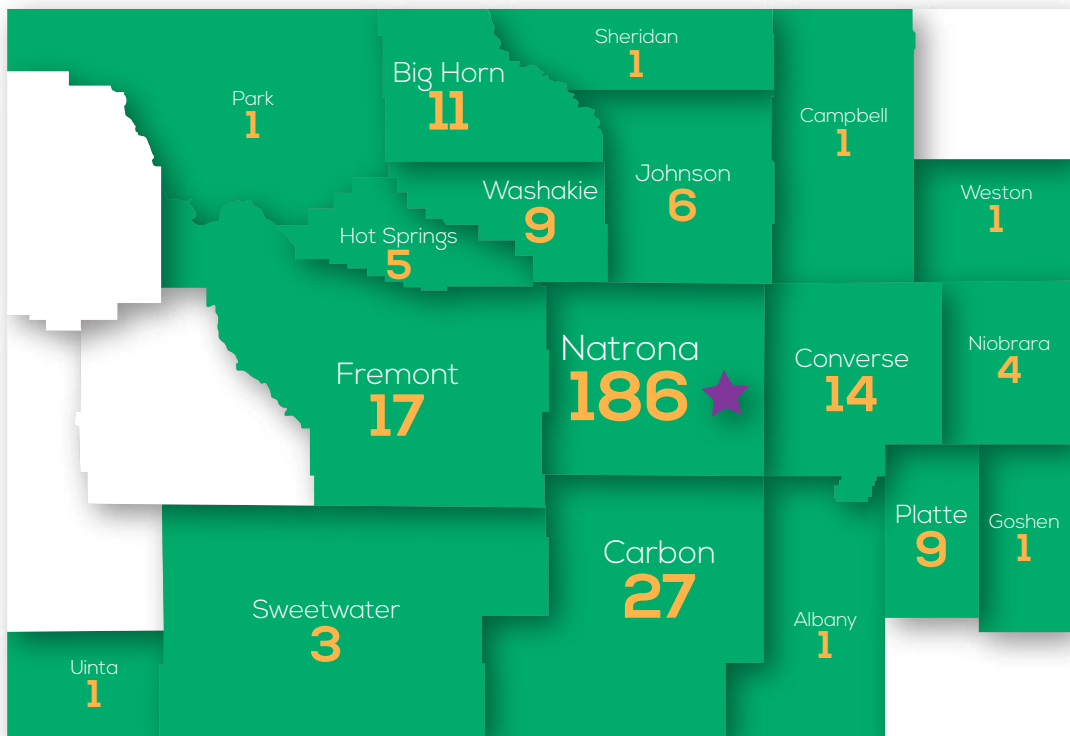 Sheridan
1
Big Horn
11
Park
1
Campbell
1
Johnson
6
Washakie
9
Weston
1
Hot Springs
5
Natrona
186
Converse
14
Niobrara
4
Fremont
17
Platte
9
Goshen
1
Carbon
27
Sweetwater
3
Albany
1
Uinta
1